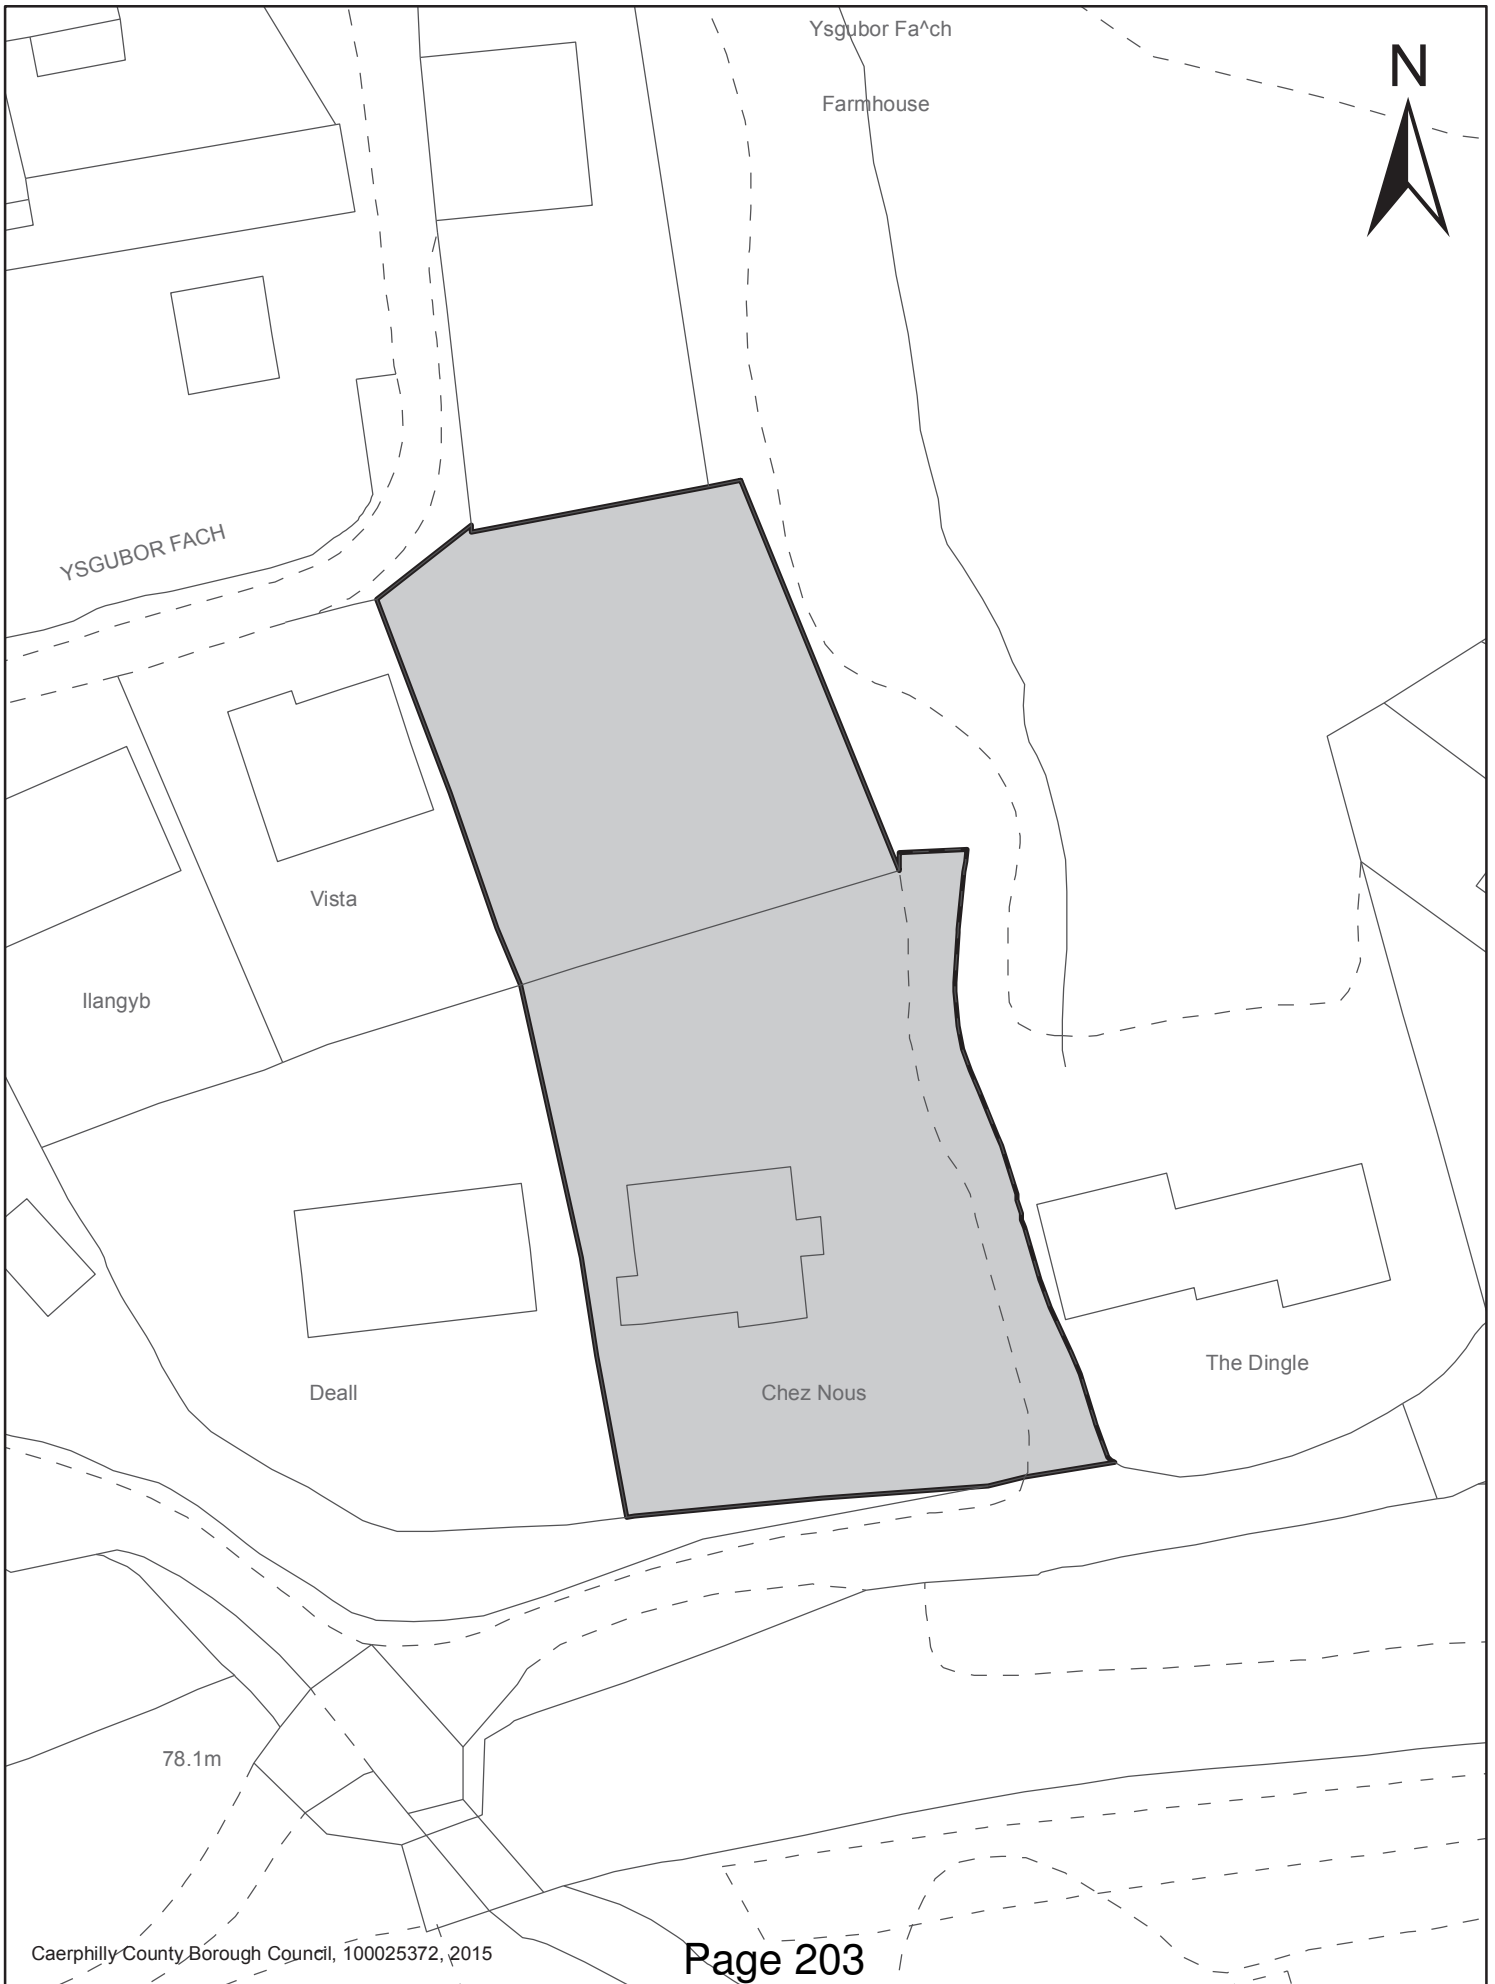 Ysgubor Fa^ch
N
Farmhouse
YSGUBOR FACH
Vista
llangyb
The Dingle
Deall
Chez Nous
78.1m
Caerphilly County Borough Council, 100025372, 2015
Page 203